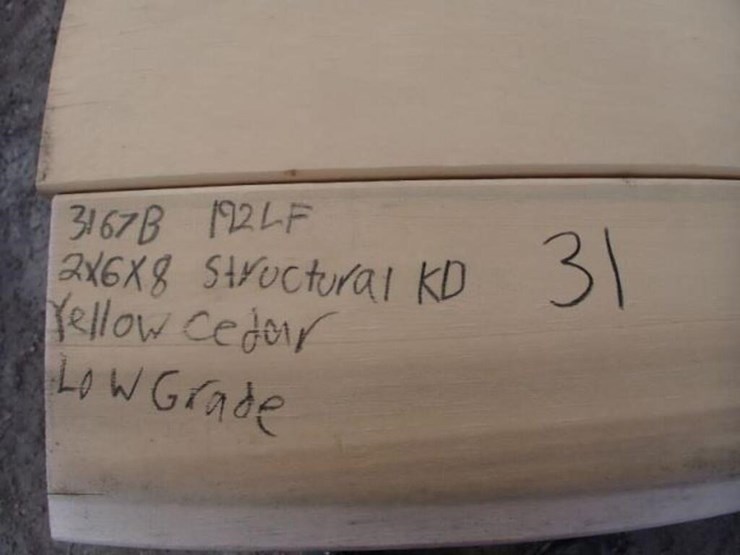 3167B 192LF
2x6x8 Structural KD 31
Yellow Cedar
Low Grade